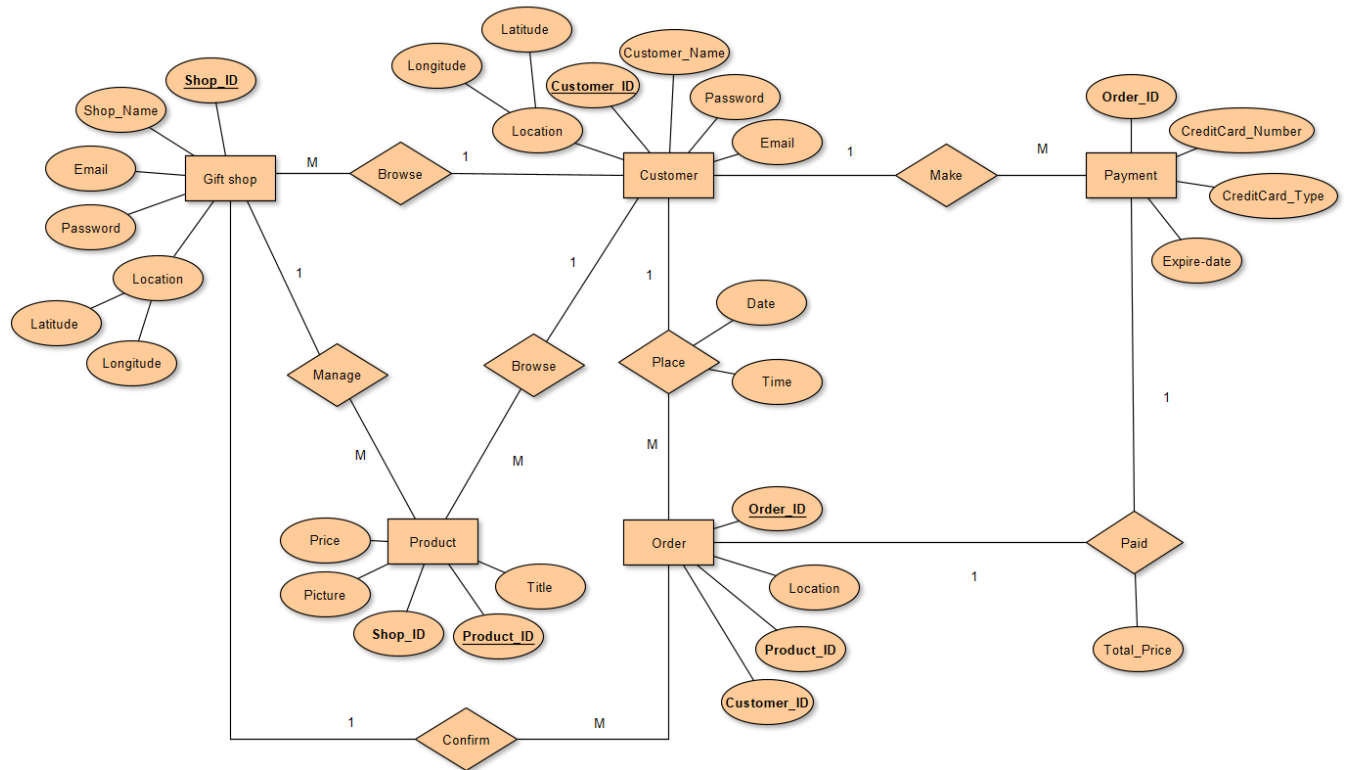 Latitude
Customer_Name
Longitude
Shop_ID
Customer_ID
Password
Order_ID
Shop_Name
Location
Email
CreditCard_Number
M
1
1
M
Email
Gift shop
Browse
Customer
Make
Payment
CreditCard_Type
Password
Expire-date
Location
1
1
1
Date
Latitude
Longitude
Manage
Browse
Place
Time
1
M
M
M
Order_ID
Price
Product
Order
Paid
Picture
Title
Location
1
Shop_ID
Product_ID
Product_ID
Total_Price
Customer_ID
1
M
Confirm